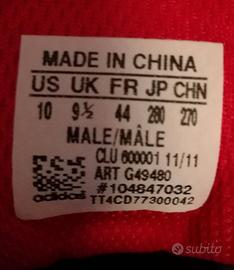 MADE IN CHINA
US UK FR JP CHN
10 9½ 44 280 270
MALE/MÂLE
CLU 600001 11/11
ART G49480
#104847032
adidas TT4CD77300042
subito